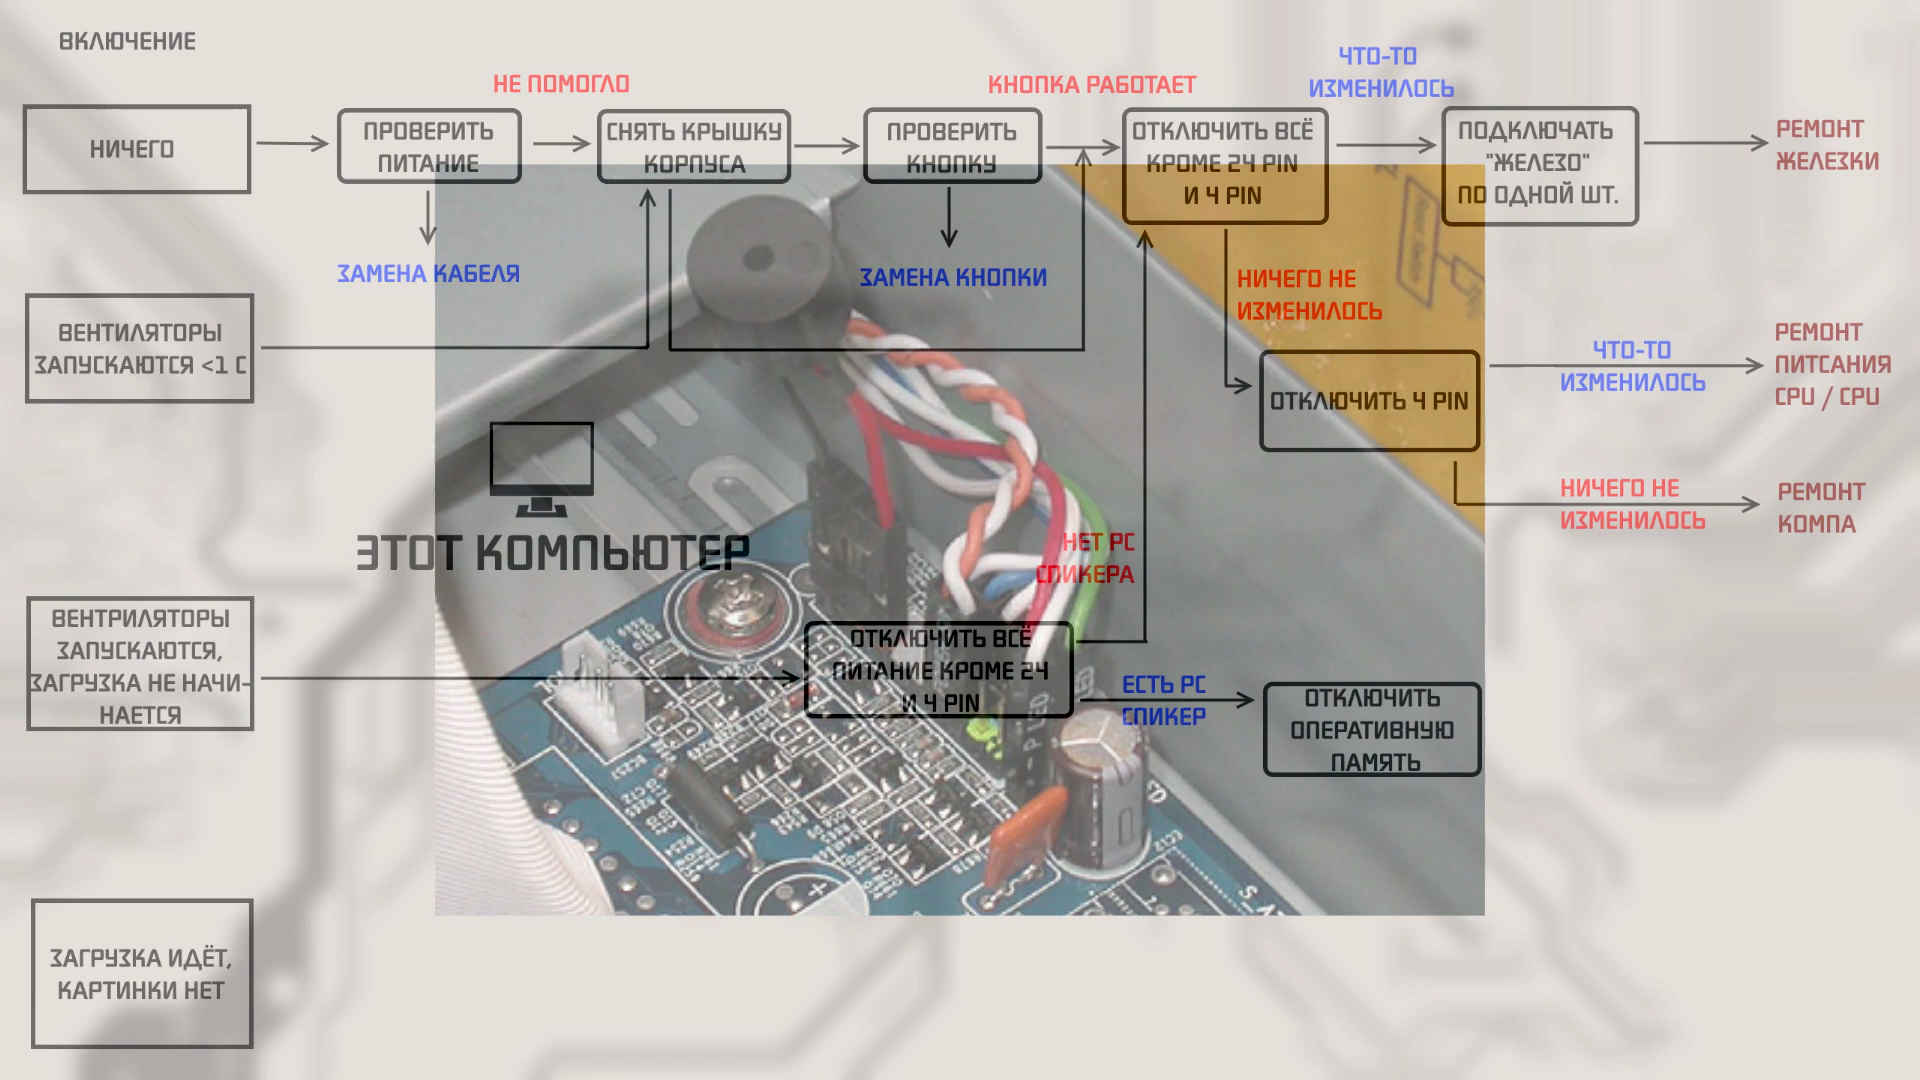 ВКЛЮЧЕНИЕ
НИЧЕГО
ПРОВЕРИТЬ
ПИТАНИЕ
НЕ ПОМОГЛО
СНЯТЬ КРЫШКУ
КОРПУСА
ПРОВЕРИТЬ
КНОПКУ
КНОПКА РАБОТАЕТ
ОТКЛЮЧИТЬ ВСЁ
КРОМЕ 24 PIN
И 4 PIN
ЧТО-ТО
ИЗМЕНИЛОСЬ
ПОДКЛЮЧАТЬ
"ЖЕЛЕЗО"
ПО ОДНОЙ ШТ.
РЕМОНТ
ЖЕЛЕЗКИ
ЗАМЕНА КАБЕЛЯ
ЗАМЕНА КНОПКИ
НИЧЕГО НЕ
ИЗМЕНИЛОСЬ
ВЕНТИЛЯТОРЫ
ЗАПУСКАЮТСЯ <1 С
ОТКЛЮЧИТЬ 4 PIN
ЧТО-ТО
ИЗМЕНИЛОСЬ
РЕМОНТ
ПИТСАНИЯ
CPU / CPU
НИЧЕГО НЕ
ИЗМЕНИЛОСЬ
РЕМОНТ
КОМПА
ЭТОТ КОМПЬЮТЕР
НЕТ PC
СПИКЕРА
ВЕНТРИЛЯТОРЫ
ЗАПУСКАЮТСЯ,
ЗАГРУЗКА НЕ НАЧИ-
НАЕТСЯ
ОТКЛЮЧИТЬ ВСЁ
ПИТАНИЕ КРОМЕ 24
И 4 PIN
ЕСТЬ PC
СПИКЕР
ОТКЛЮЧИТЬ
ОПЕРАТИВНУЮ
ПАМЯТЬ
ЗАГРУЗКА ИДЁТ,
КАРТИНКИ НЕТ